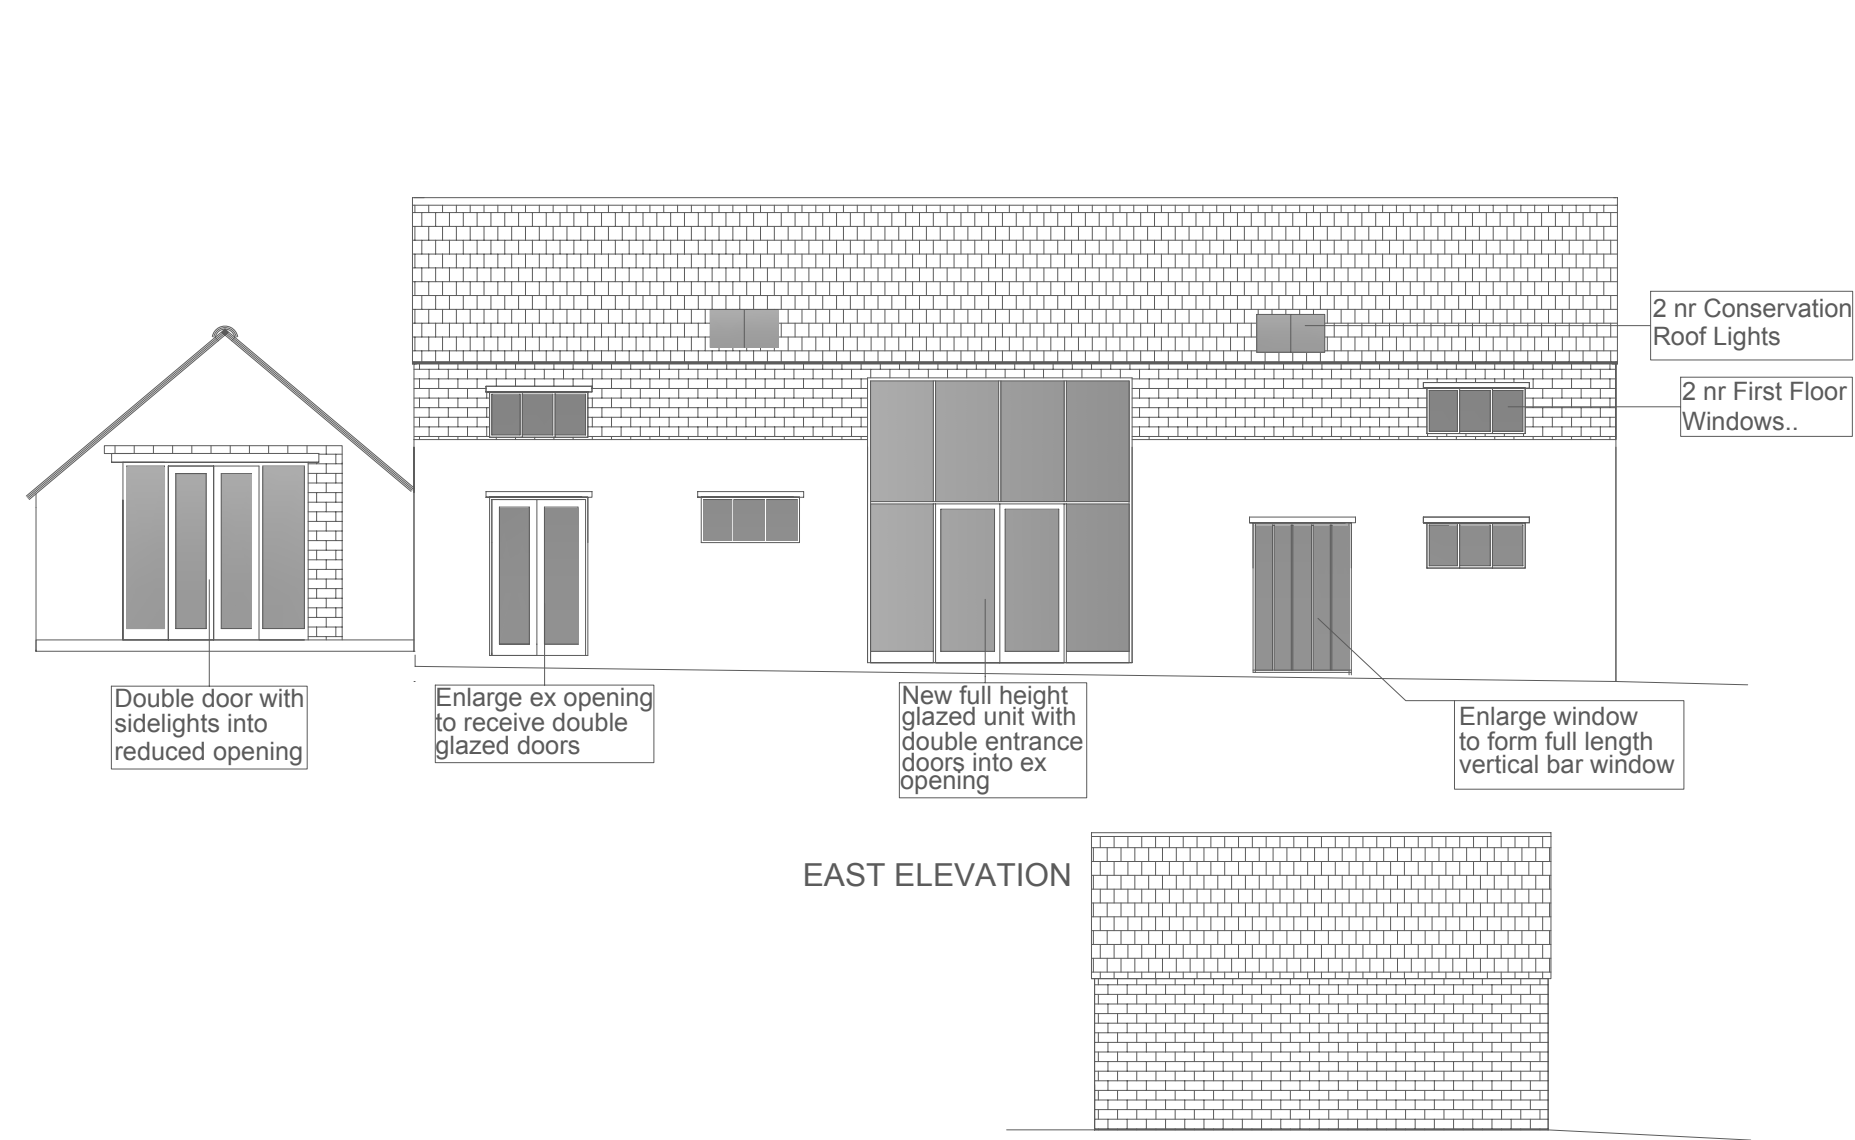 2 nr Conservation
Roof Lights
2 nr First Floor
Windows..
Double door with
sidelights into
reduced opening
Enlarge ex opening
to receive double
glazed doors
New full height
glazed unit with
double entrance
doors into ex
opening
Enlarge window
to form full length
vertical bar window
EAST ELEVATION